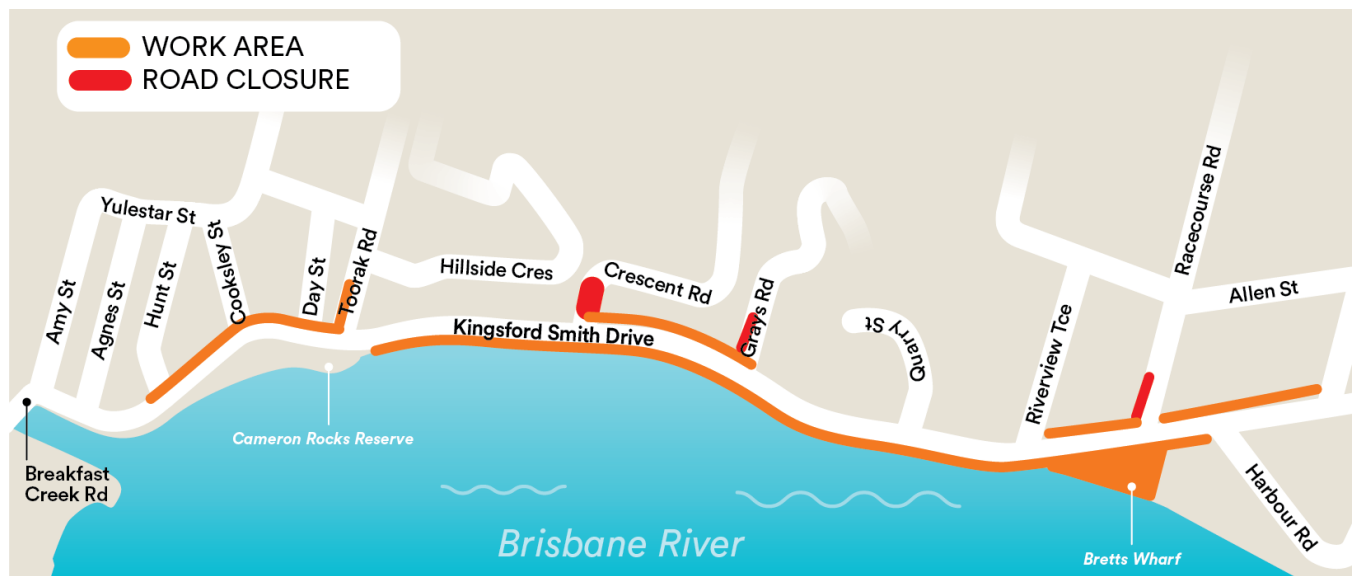 WORK AREA
ROAD CLOSURE
Yulestar St
Amy St
Agnes St
Hunt St
Cooksley St
Day St
Toorak Rd
Hillside Cres
Crescent Rd
Kingsford Smith Drive
Grays Rd
Quarry St
Riverview Tce
Racecourse Rd
Allen St
Harbour Rd
Cameron Rocks Reserve
Breakfast
Creek Rd
Brisbane River
Bretts Wharf